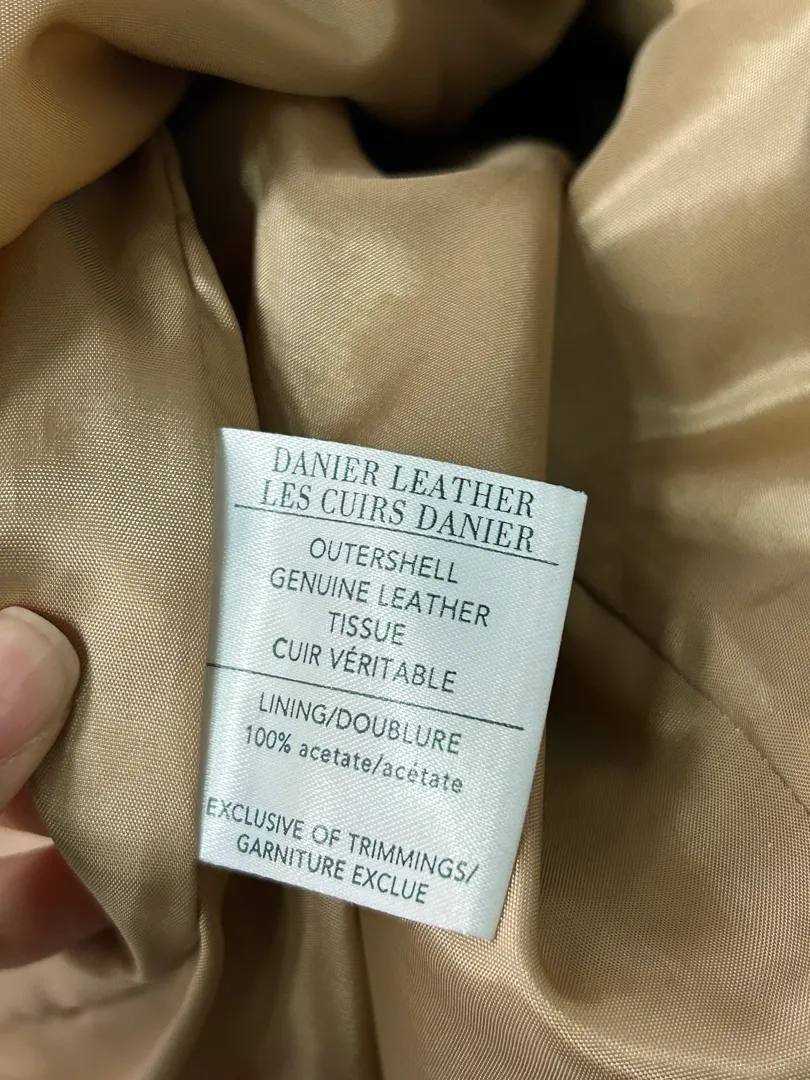 DANIER LEATHER
LES CUIRS DANIER
OUTERSHELL
GENUINE LEATHER
TISSUE
CUIR VÉRITABLE
LINING/DOUBLURE
100% acetate/acétate
EXCLUSIVE OF TRIMMINGS/
GARNITURE EXCLUE